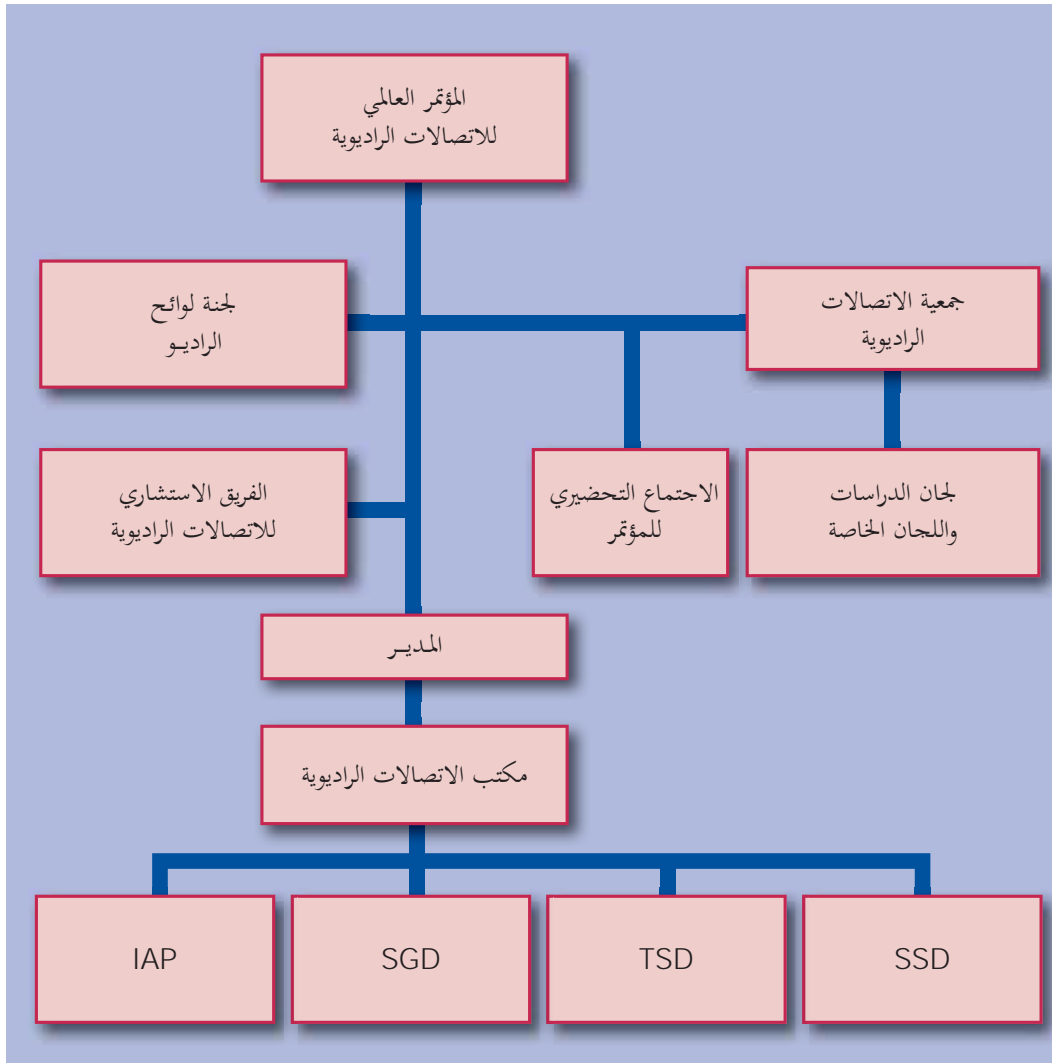 المؤتمر العالمي
للاتصالات الراديوية
جمعية الاتصالات
الراديوية
لجنة لوائح
الراديـو
لجان الدراسات
واللجان الخاصة
الاجتماع التحضيري
للمؤتمر
الفريق الاستشاري
للاتصالات الراديوية
المديـر
مكتب الاتصالات الراديوية
IAP
SGD
TSD
SSD